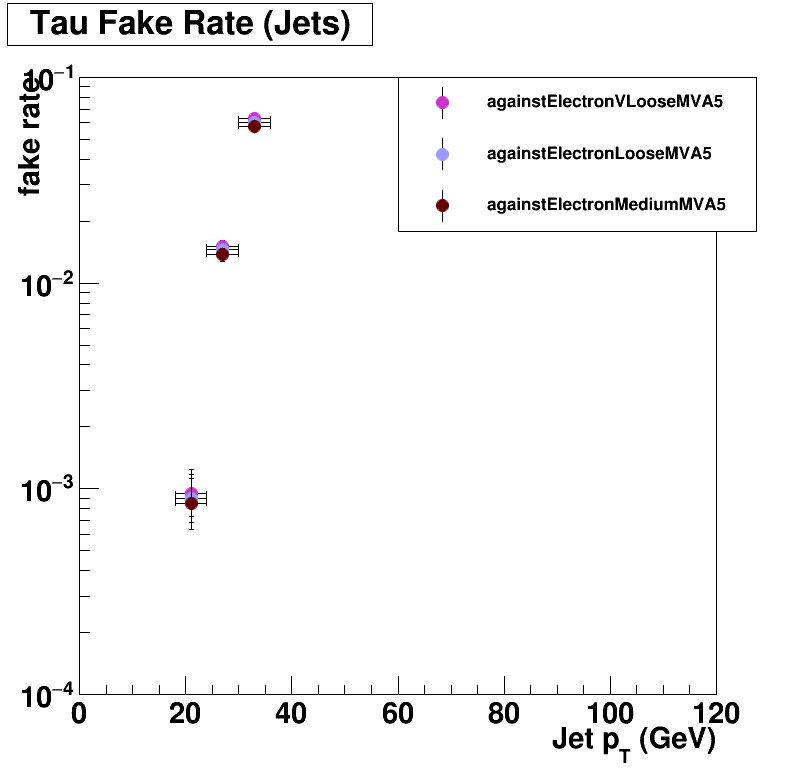 Tau Fake Rate (Jets)
fake rate
10−1
10−2
10−3
10−4
againstElectronVLooseMVA5
againstElectronLooseMVA5
againstElectronMediumMVA5
0 20 40 60 80 100 120
Jet pT (GeV)